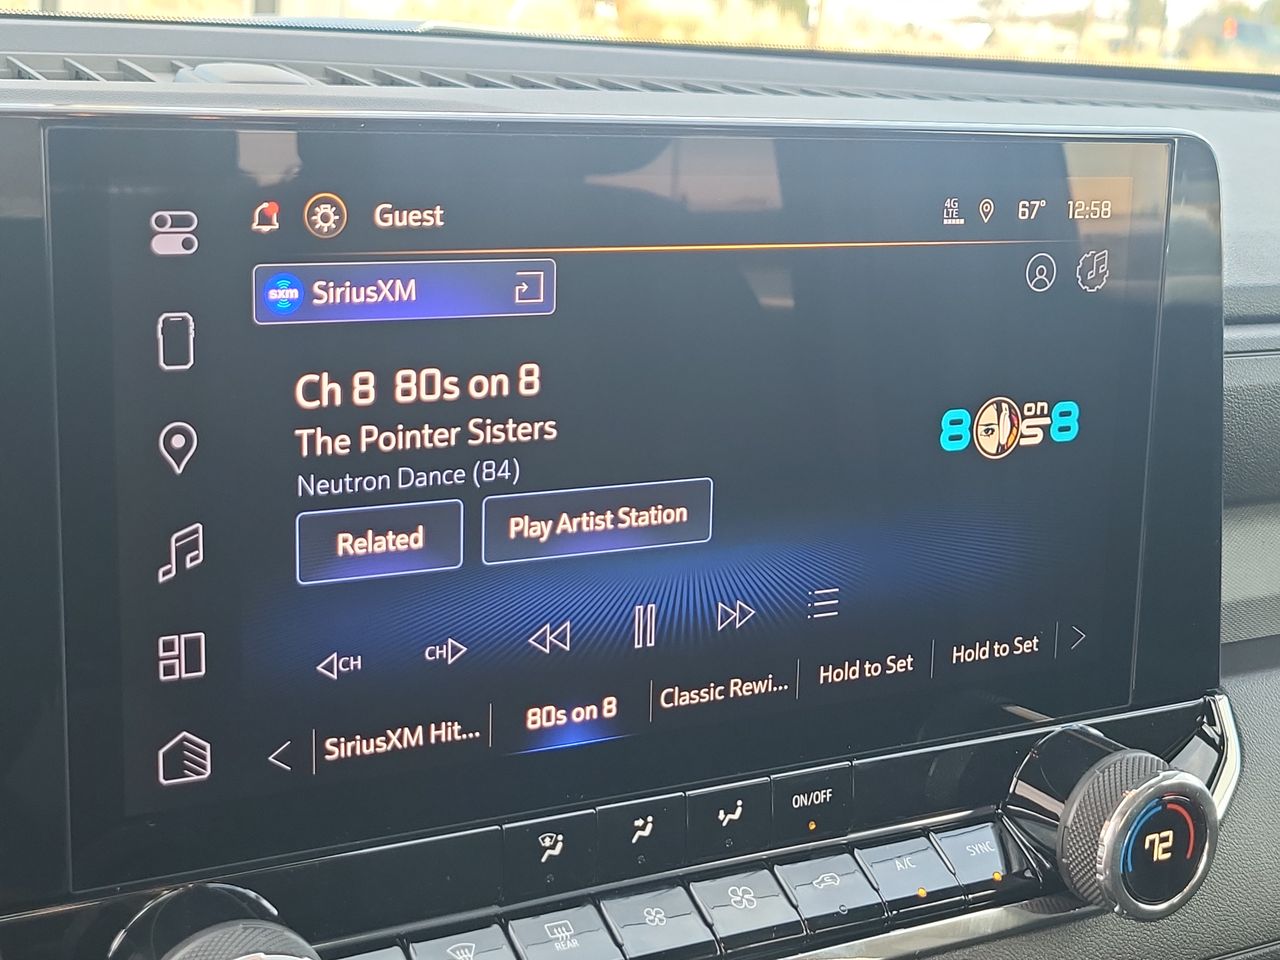 Guest
4G
LTE
67°
12:58
sxm
SiriusXM
Ch 8 80s on 8
The Pointer Sisters
80s on 8
Neutron Dance (84)
Related
Play Artist Station
CH
CH
SiriusXM Hit...
80s on 8
Classic Rewi...
Hold to Set
Hold to Set
ON/OFF
REAR
A/C
SYNC
72